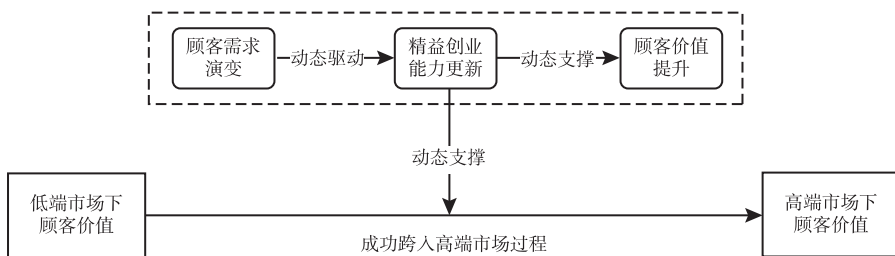 顾客需求
演变
动态驱动
精益创业
能力更新
动态支撑
顾客价值
提升
动态支撑
低端市场下
顾客价值
成功跨入高端市场过程
高端市场下
顾客价值